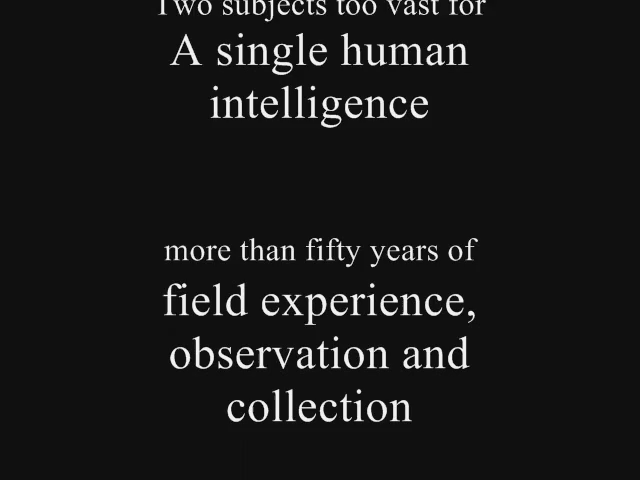 Two subjects too vast for
A single human
intelligence
more than fifty years of
field experience,
observation and
collection